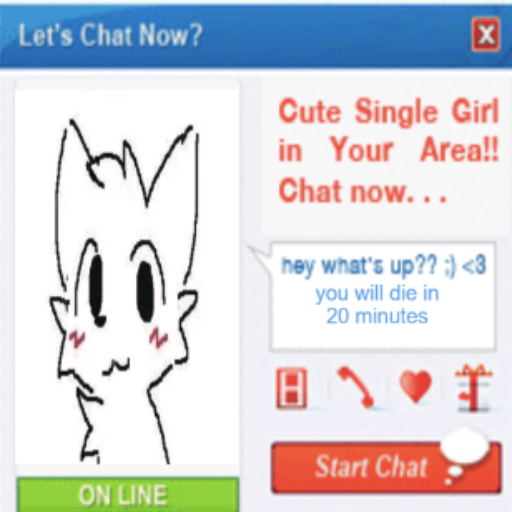 Let's Chat Now?
X
Cute Single Girl
in Your Area!!
Chat now...
hey what's up?? ;) <3
you will die in
20 minutes
Start Chat
ON LINE